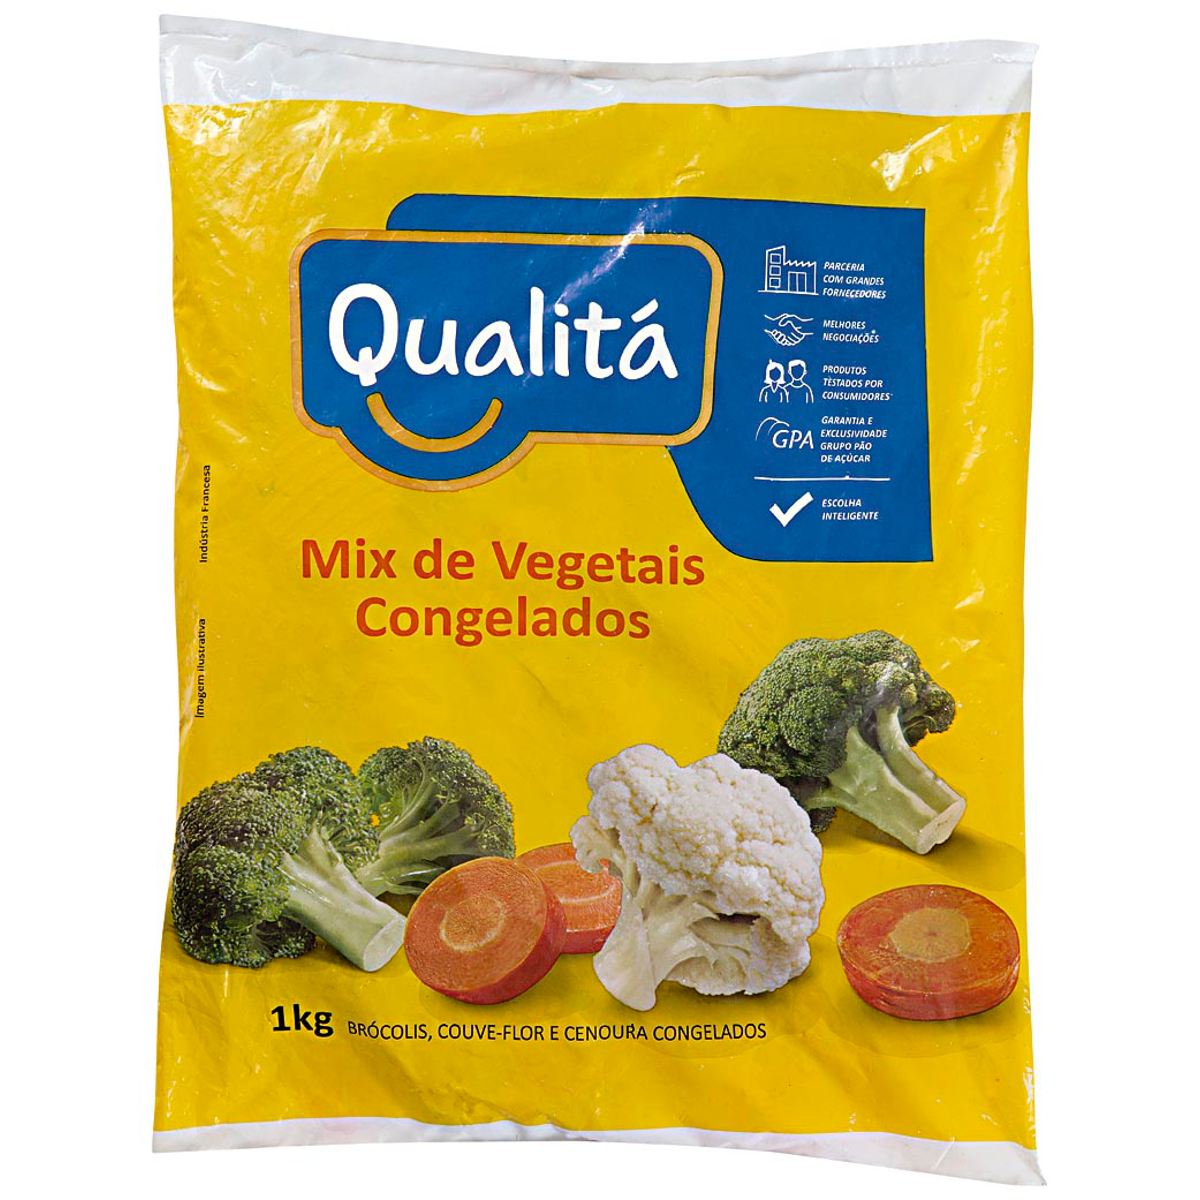 Qualitá
PARCERIA
COM GRANDES
FORNECEDORES
MELHORES
NEGOCIAÇÕES
PRODUTOS
TESTADOS POR
CONSUMIDORES
GPA
GARANTIA E
EXCLUSIVIDADE
GRUPO PÃO
DE AÇÚCAR
ESCOLHA
INTELIGENTE
Indústria Francesa
Mix de Vegetais
Congelados
Imagem ilustrativa
1kg BRÓCOLIS, COUVE-FLOR E CENOURA CONGELADOS